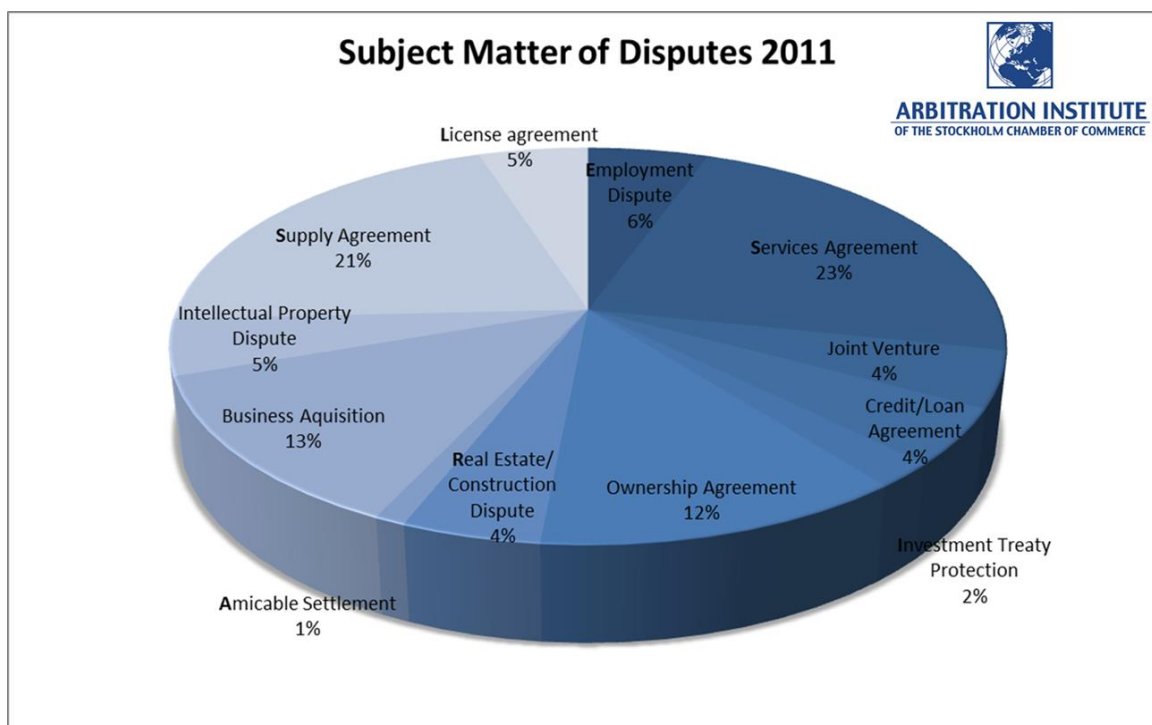 Subject Matter of Disputes 2011
ARBITRATION INSTITUTE
OF THE STOCKHOLM CHAMBER OF COMMERCE
License agreement
5%
Employment
Dispute
6%
Services Agreement
23%
Joint Venture
4%
Credit/Loan
Agreement
4%
Investment Treaty
Protection
2%
Ownership Agreement
12%
Real Estate/
Construction
Dispute
4%
Amicable Settlement
1%
Business Aquisition
13%
Intellectual Property
Dispute
5%
Supply Agreement
21%